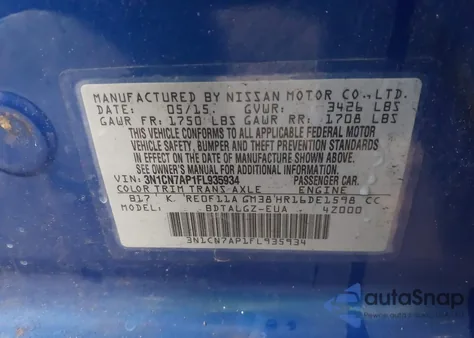 MANUFACTURED BY NISSAN MOTOR CO., LTD.
DATE: 05/15. GVWR: 3426 LBS
GAWR FR: 1750 LBS GAWR RR: 1708 LBS
THIS VEHICLE CONFORMS TO ALL APPLICABLE FEDERAL MOTOR
VEHICLE SAFETY, BUMPER, AND THEFT PREVENTION STANDARDS
IN EFFECT ON THE DATE OF MANUFACTURE SHOWN ABOVE.
SEE OWNER'S MANUAL FOR ADDITIONAL INFORMATION.
VIN: 3N1CN7AP1FL935934 PASSENGER CAR.
COLOR TRIM TRANS AXLE ENGINE
B17 K RE0F11A GM38 HR16DE1598 CC
MODEL: BDTALGZ-EUA 42000
3N1CN7AP1FL935934
autoSnap